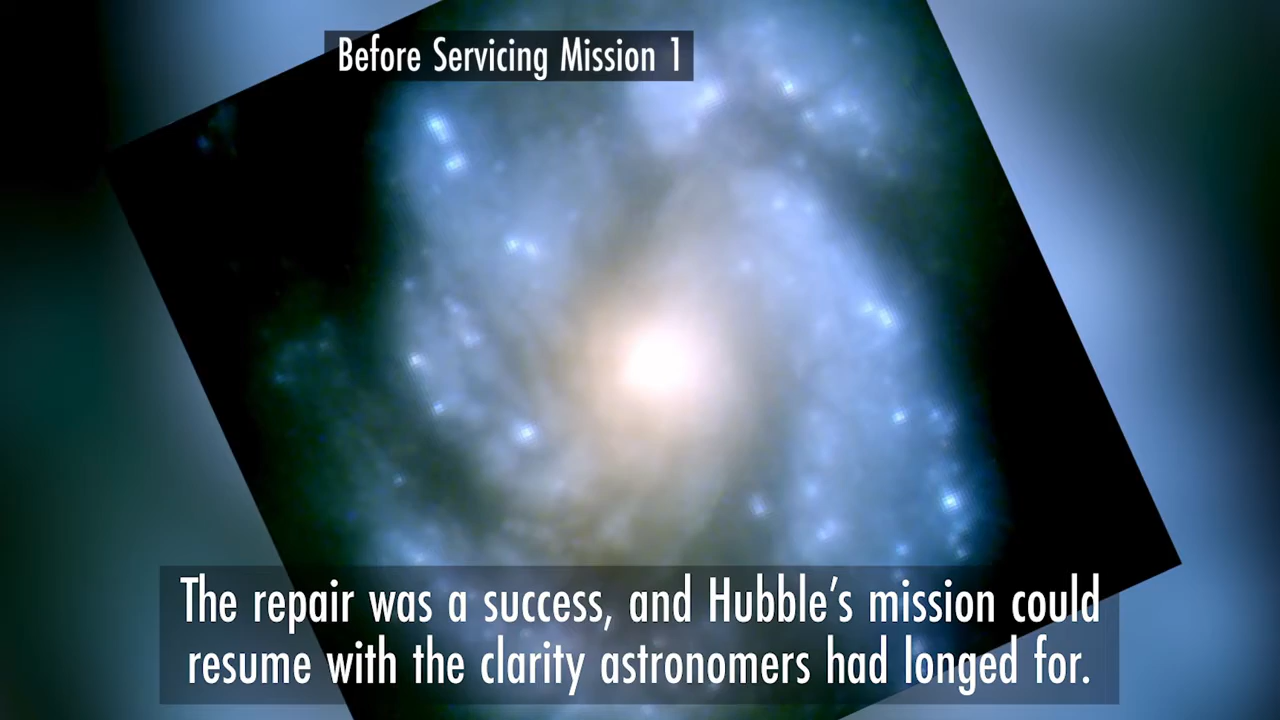 Before Servicing Mission 1
The repair was a success, and Hubble’s mission could
resume with the clarity astronomers had longed for.